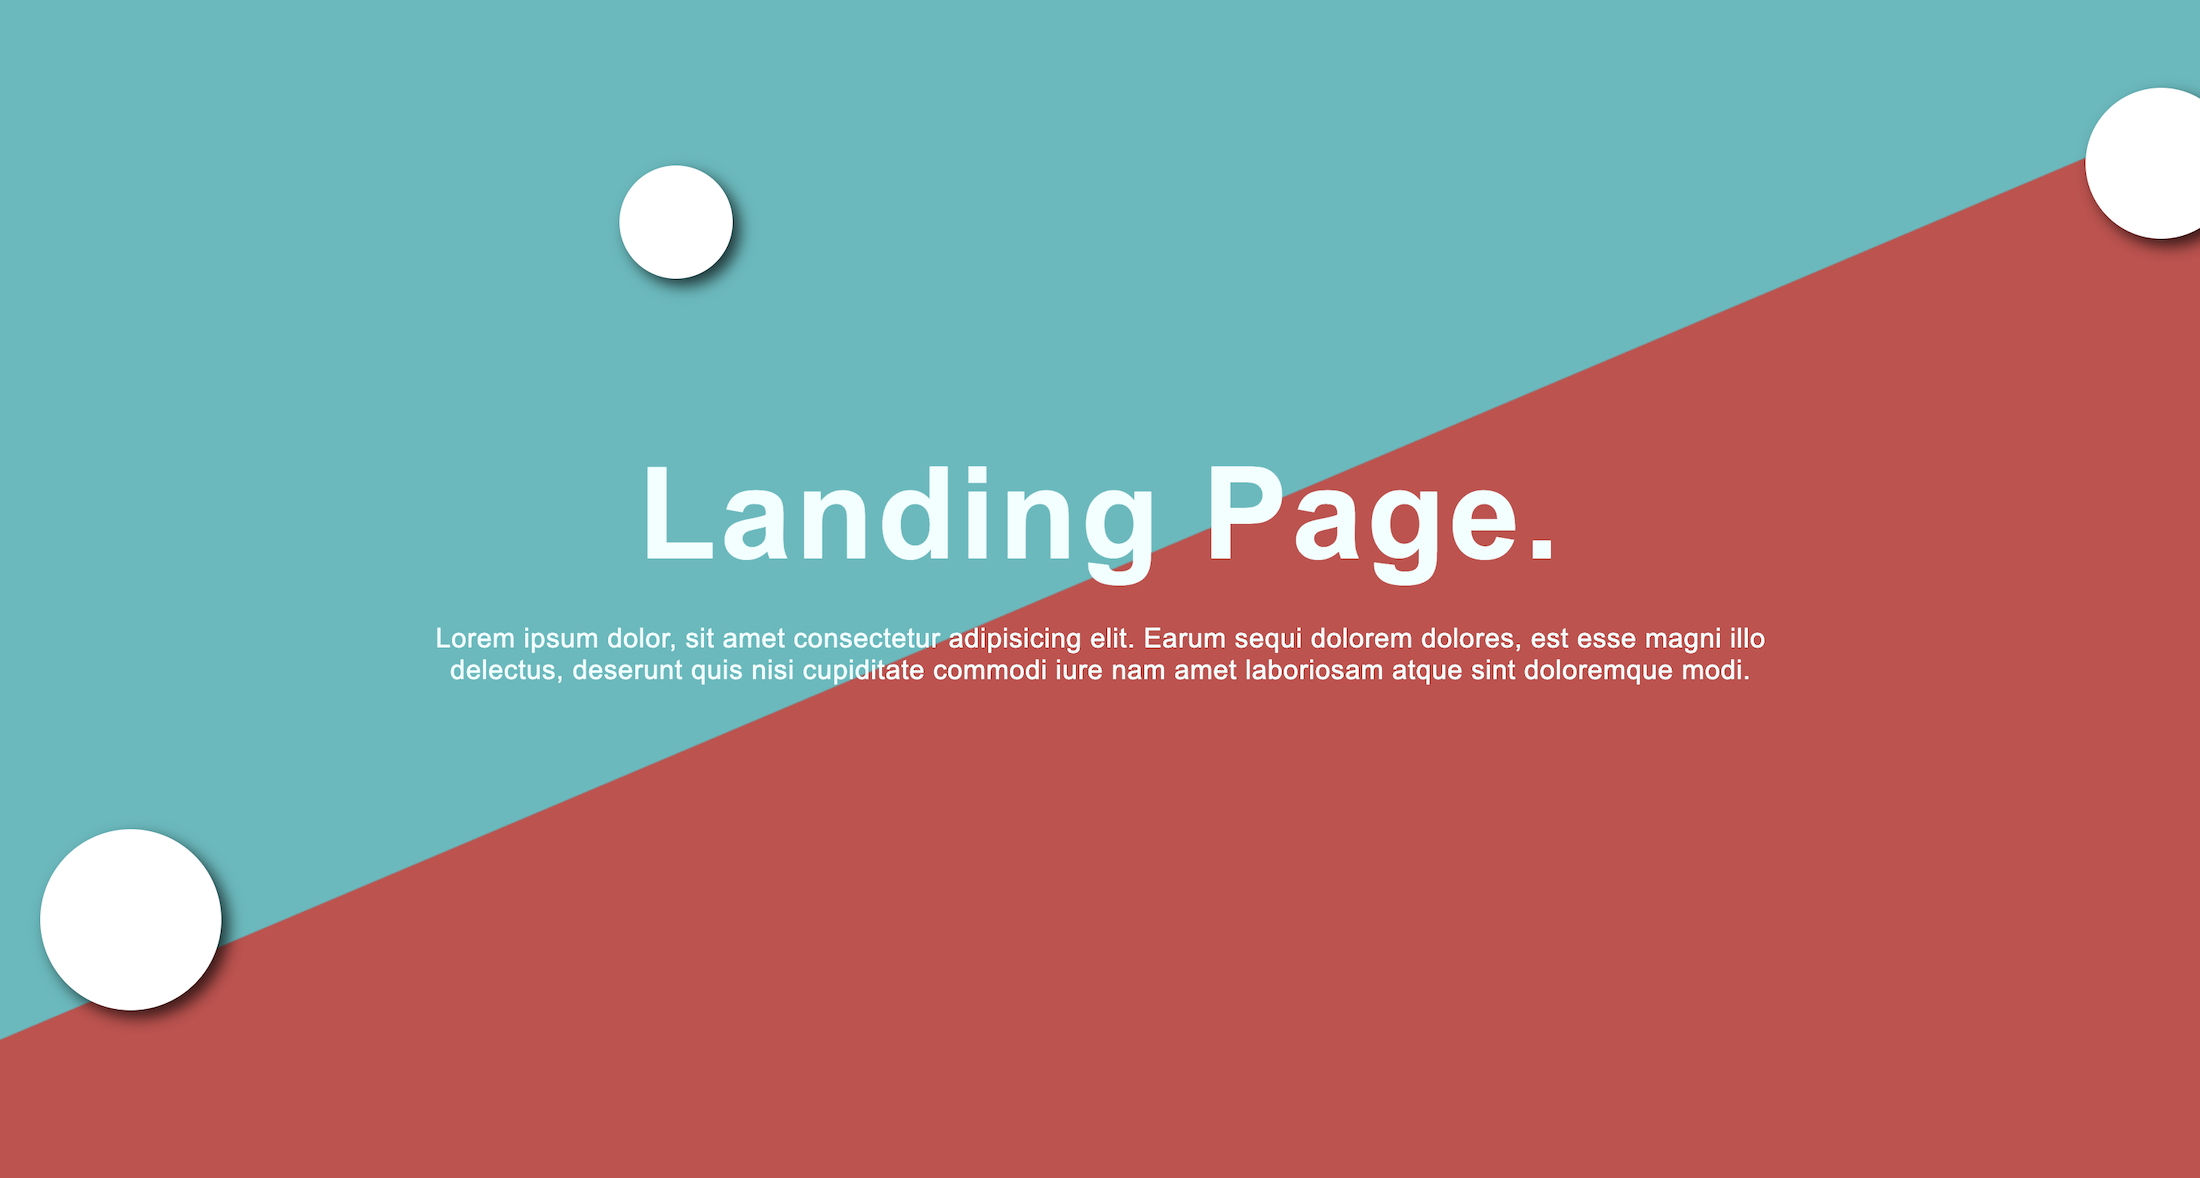 Landing Page.
Lorem ipsum dolor, sit amet consectetur adipisicing elit. Earum sequi dolorem dolores, est esse magni illo
delectus, deserunt quis nisi cupiditate commodi iure nam amet laboriosam atque sint doloremque modi.